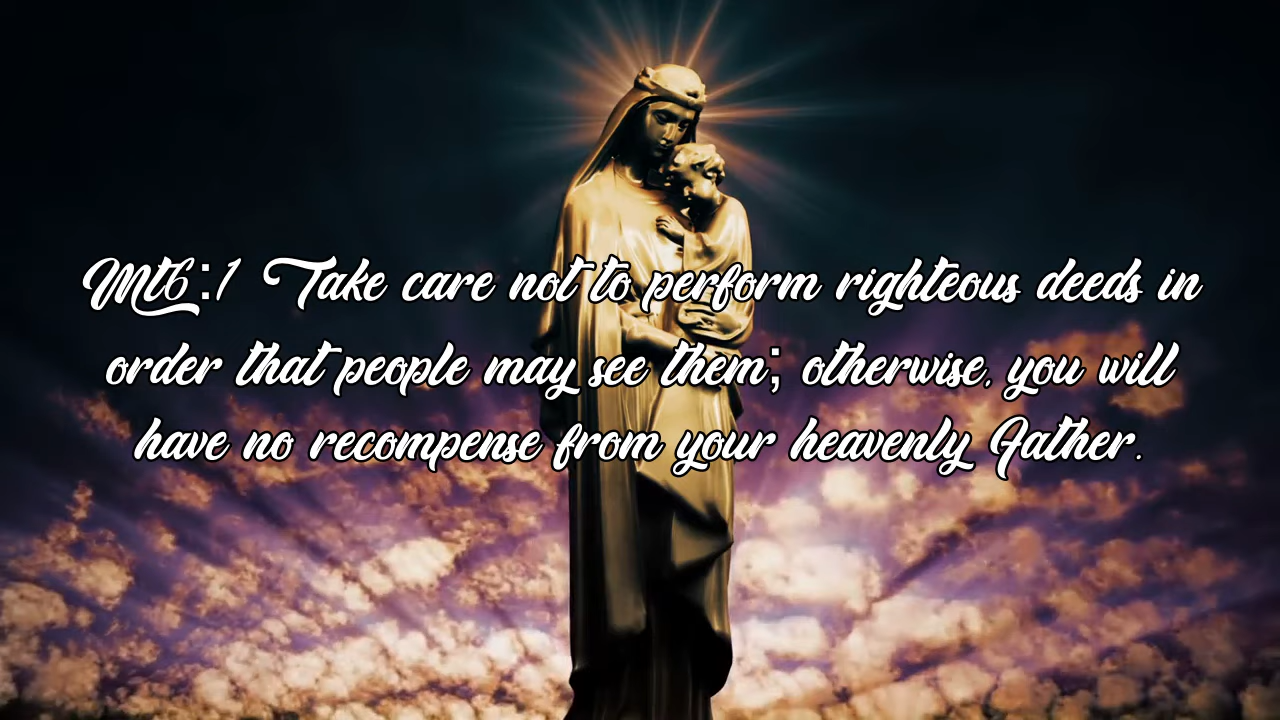 Mt6:1 Take care not to perform righteous deeds in
order that people may see them; otherwise, you will
have no recompense from your heavenly Father.